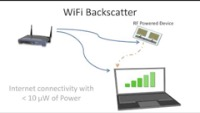 WiFi Backscatter
RF Powered Device
Internet connectivity with
< 10 μW of Power